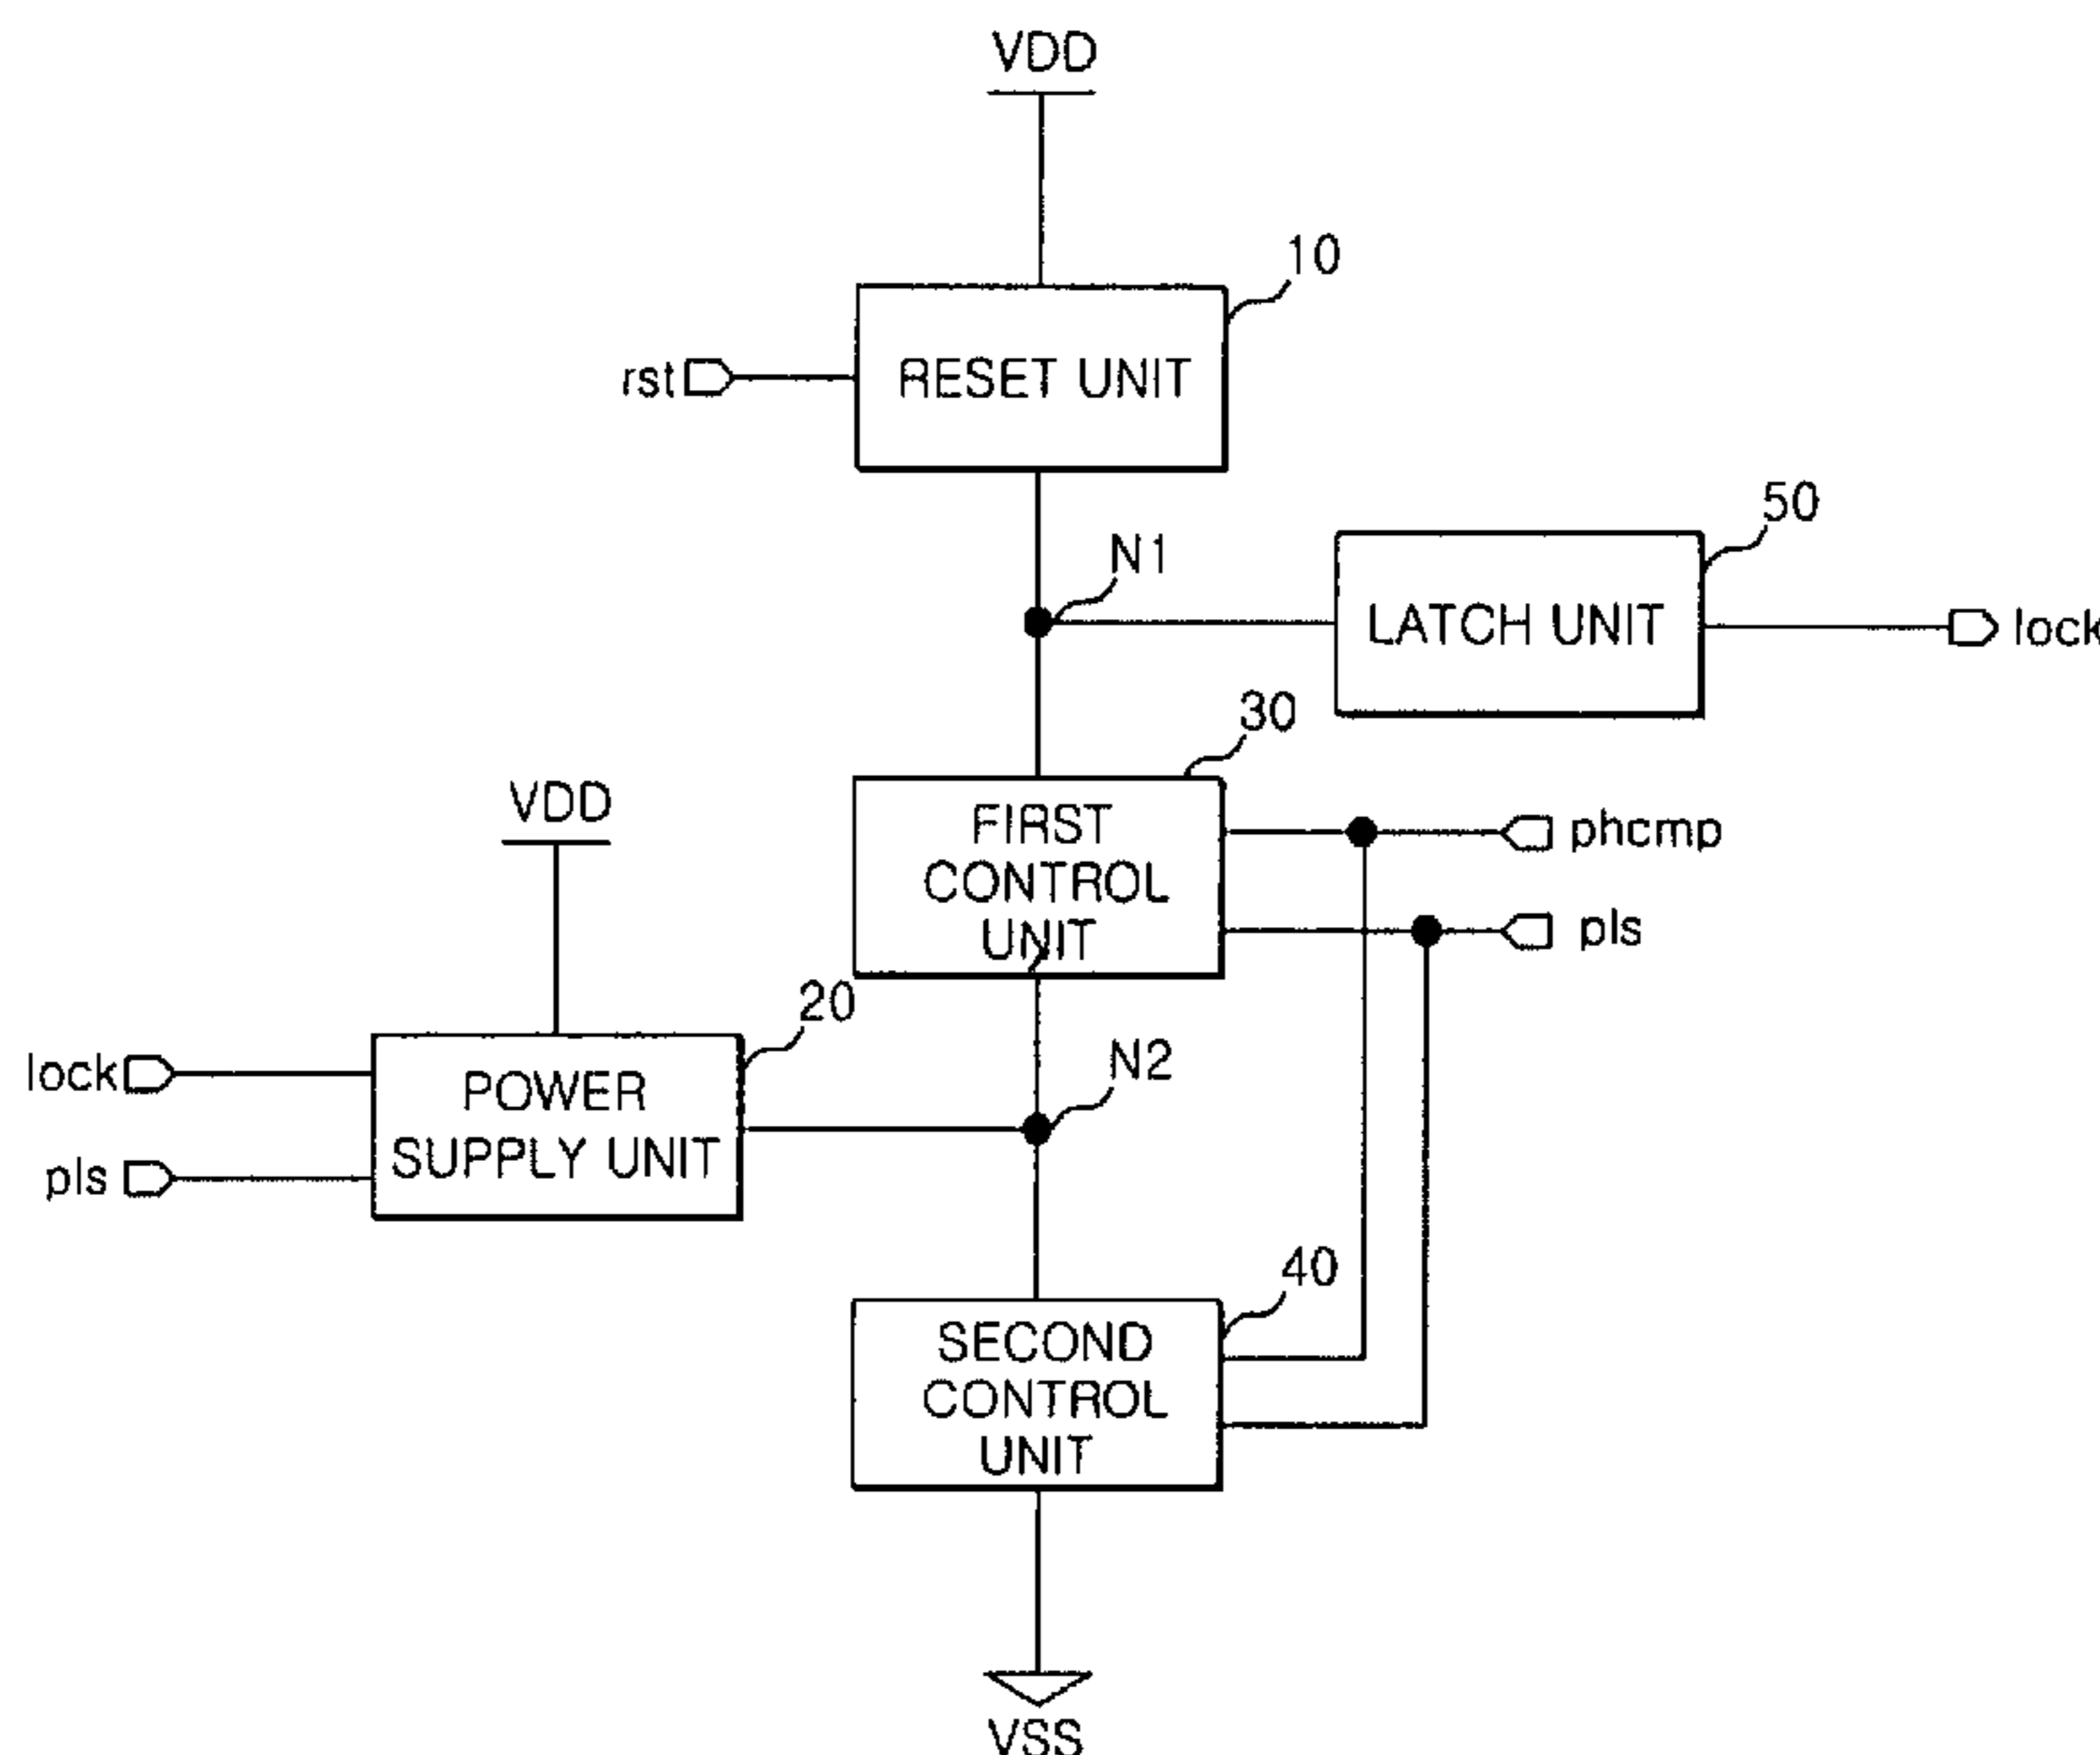 VDD
10
rst
RESET UNIT
50
N1
LATCH UNIT
lock
30
VDD
FIRST
CONTROL
UNIT
phcmp
pls
20
lock
pls
POWER
SUPPLY UNIT
N2
40
SECOND
CONTROL
UNIT
VSS